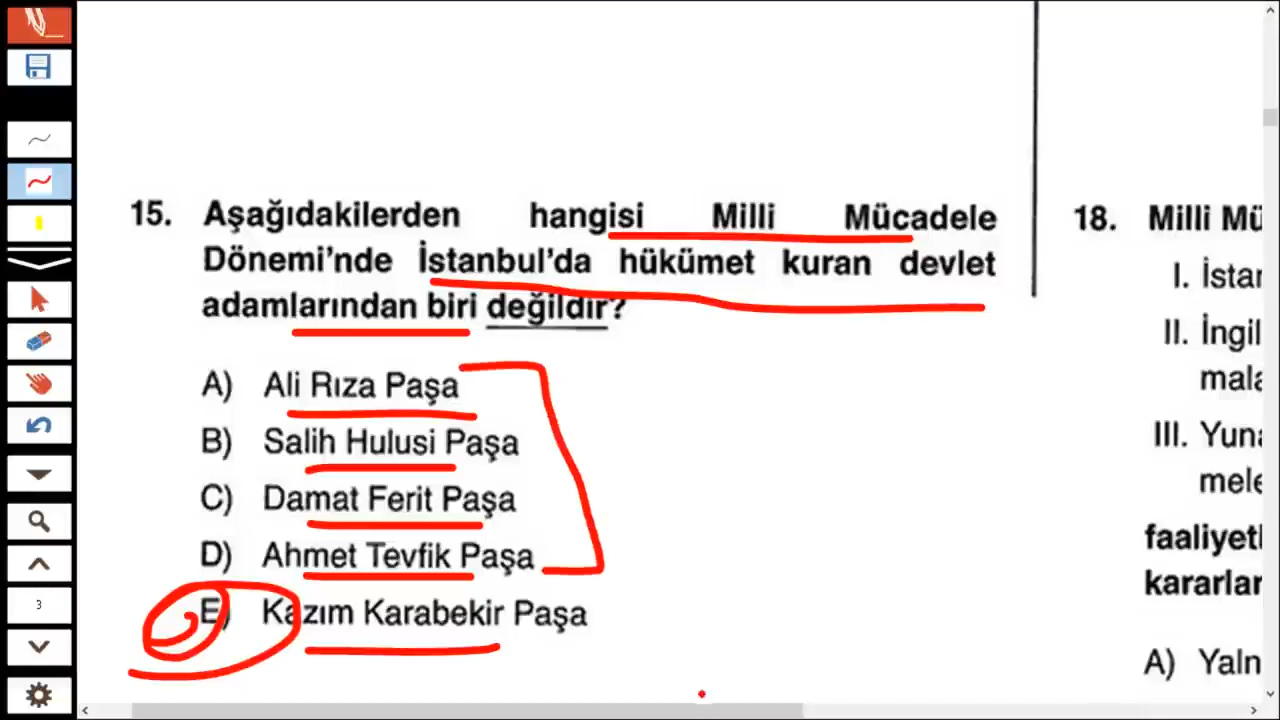 15. Aşağıdakilerden hangisi Milli Mücadele
Dönemi’nde İstanbul’da hükümet kuran devlet
adamlarından biri değildir?
A) Ali Rıza Paşa
B) Salih Hulusi Paşa
C) Damat Ferit Paşa
D) Ahmet Tevfik Paşa
E) Kazım Karabekir Paşa
18. Milli Mü
I. İstan
II. İngil
mala
III. Yuna
mele
faaliyetl
kararlar
A) Yaln
3